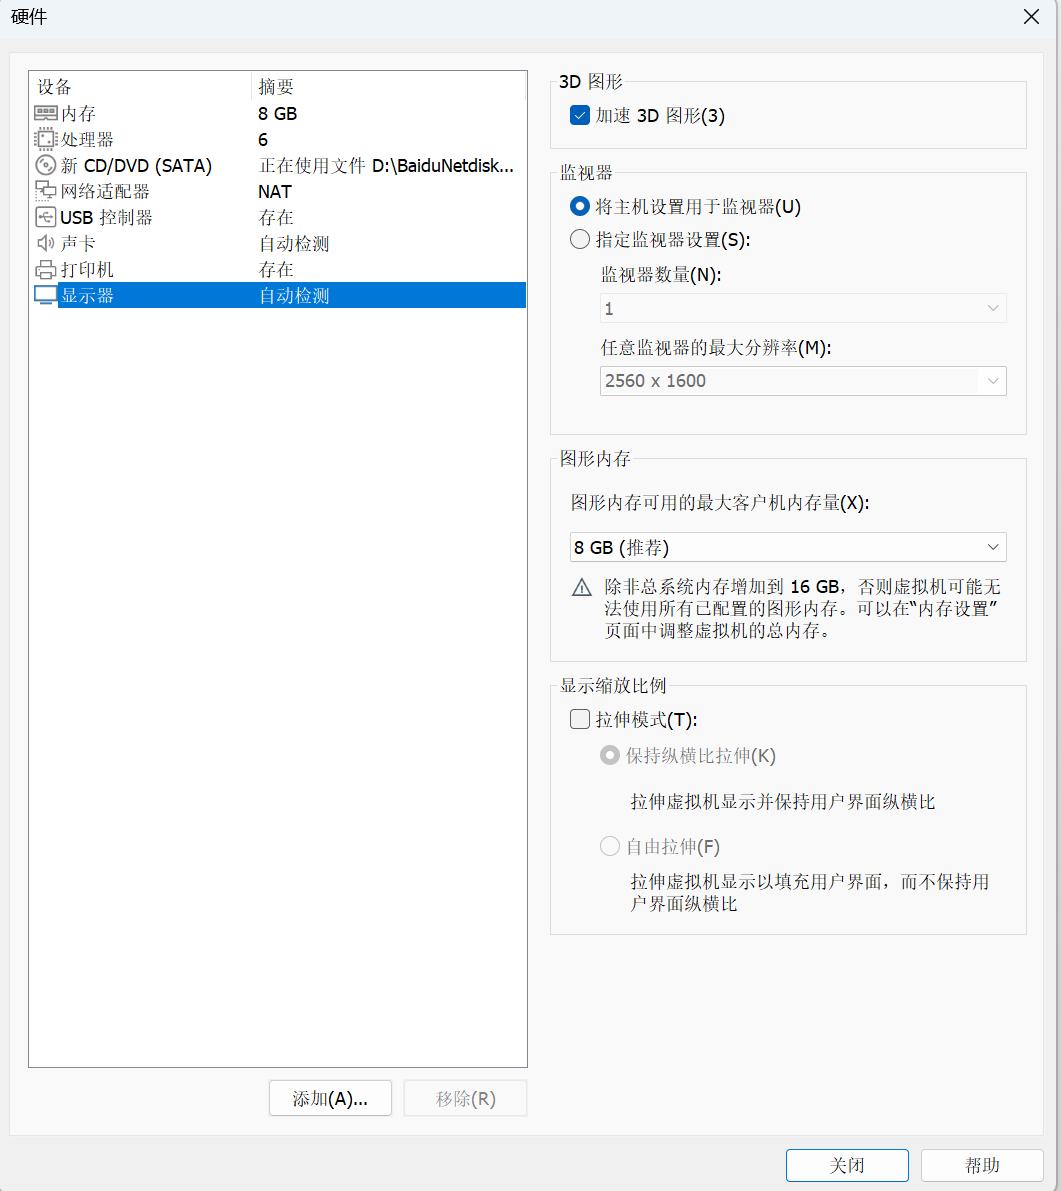 硬件
设备 摘要
内存 8 GB
处理器 6
新 CD/DVD (SATA) 正在使用文件 D:\BaiduNetdisk...
网络适配器 NAT
USB 控制器 存在
声卡 自动检测
打印机 存在
显示器 自动检测
添加(A)...
移除(R)
3D 图形
加速 3D 图形(3)
监视器
将主机设置用于监视器(U)
指定监视器设置(S):
监视器数量(N):
1
任意监视器的最大分辨率(M):
2560 x 1600
图形内存
图形内存可用的最大客户机内存量(X):
8 GB (推荐)
除非总系统内存增加到 16 GB，否则虚拟机可能无
法使用所有已配置的图形内存。可以在“内存设置”
页面中调整虚拟机的总内存。
显示缩放比例
拉伸模式(T):
保持纵横比拉伸(K)
拉伸虚拟机显示并保持用户界面纵横比
自由拉伸(F)
拉伸虚拟机显示以填充用户界面，而不保持用
户界面纵横比
关闭
帮助